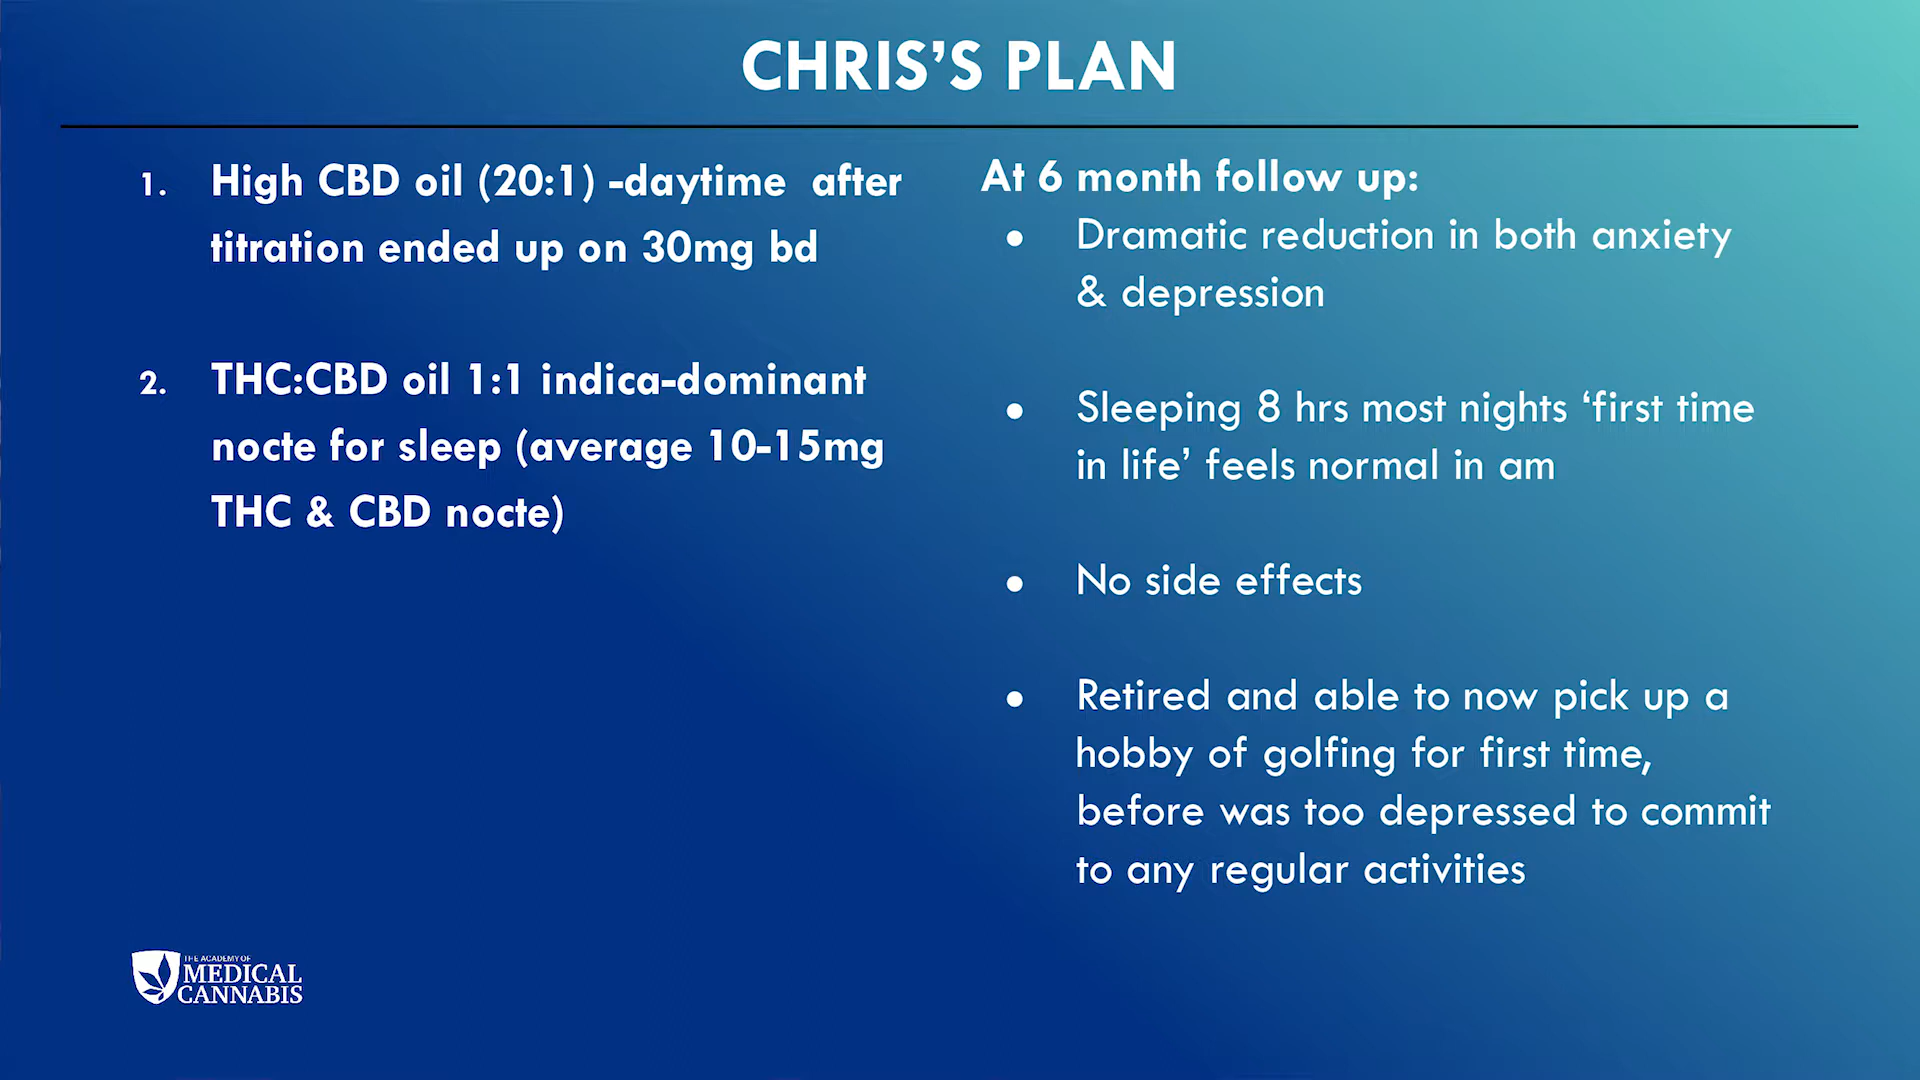 CHRIS’S PLAN
1. High CBD oil (20:1) -daytime after
titration ended up on 30mg bd
2. THC:CBD oil 1:1 indica-dominant
nocte for sleep (average 10-15mg
THC & CBD nocte)
At 6 month follow up:
● Dramatic reduction in both anxiety
& depression
● Sleeping 8 hrs most nights ‘first time
in life’ feels normal in am
● No side effects
● Retired and able to now pick up a
hobby of golfing for first time,
before was too depressed to commit
to any regular activities
THE ACADEMY OF
MEDICAL
CANNABIS